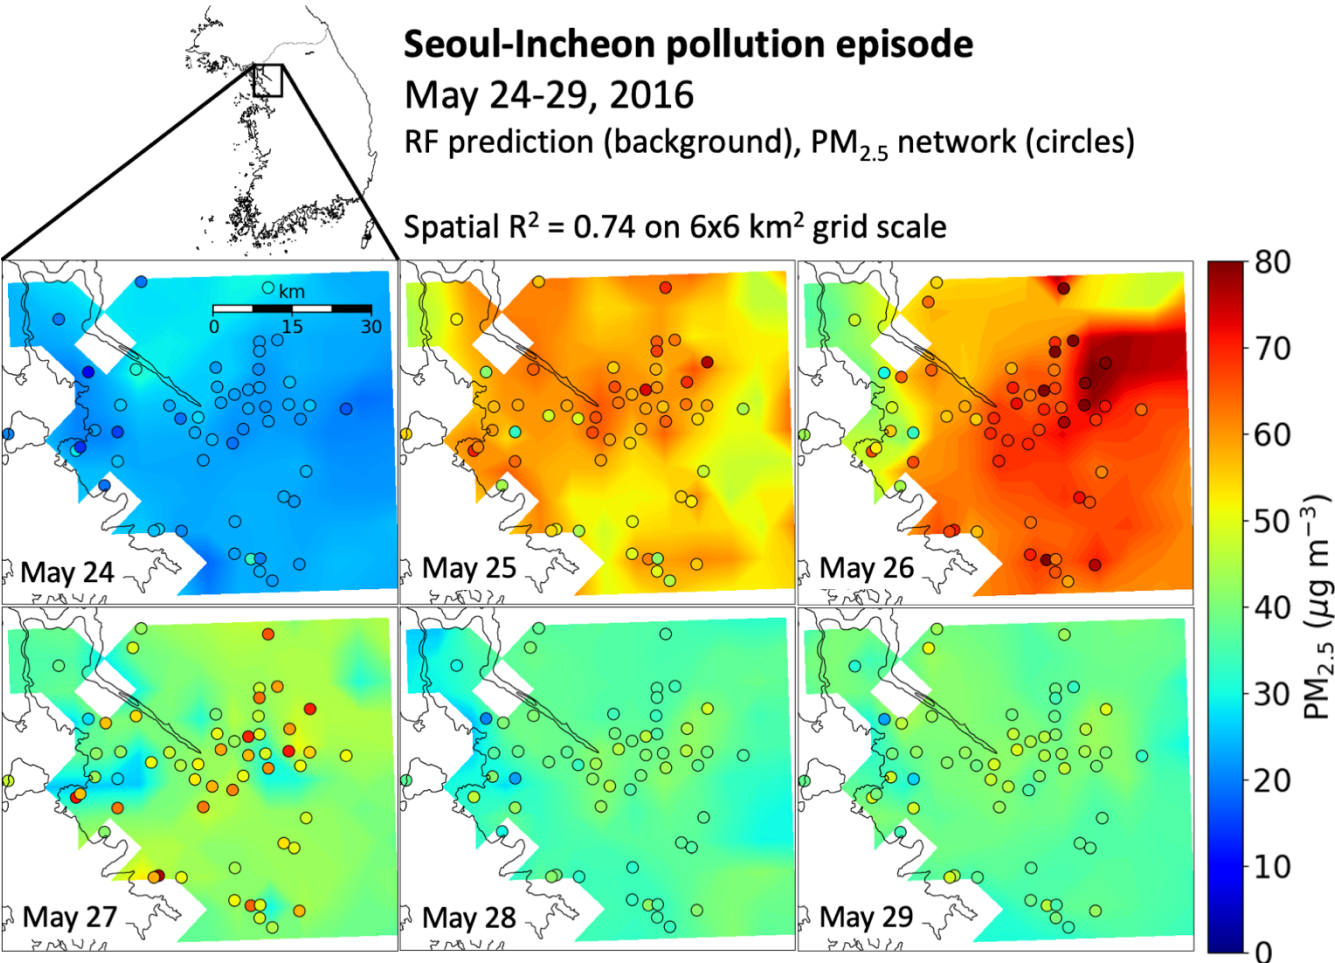 Seoul-Incheon pollution episode
May 24-29, 2016
RF prediction (background), PM2.5 network (circles)
Spatial R² = 0.74 on 6x6 km² grid scale
km
0 15 30
May 24
May 25
May 26
May 27
May 28
May 29
80
70
60
50
40
30
20
10
0
PM2.5 (μg m⁻³)